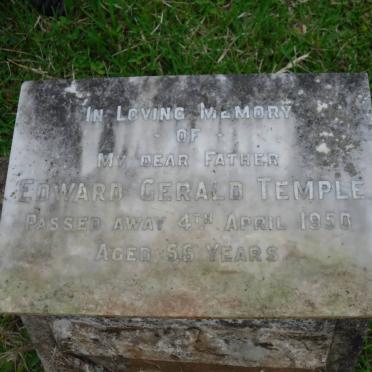 In Loving Memory
- OF -
My dear Father
Edward Gerald Temple
Passed away 4th April 1950
Aged 56 Years